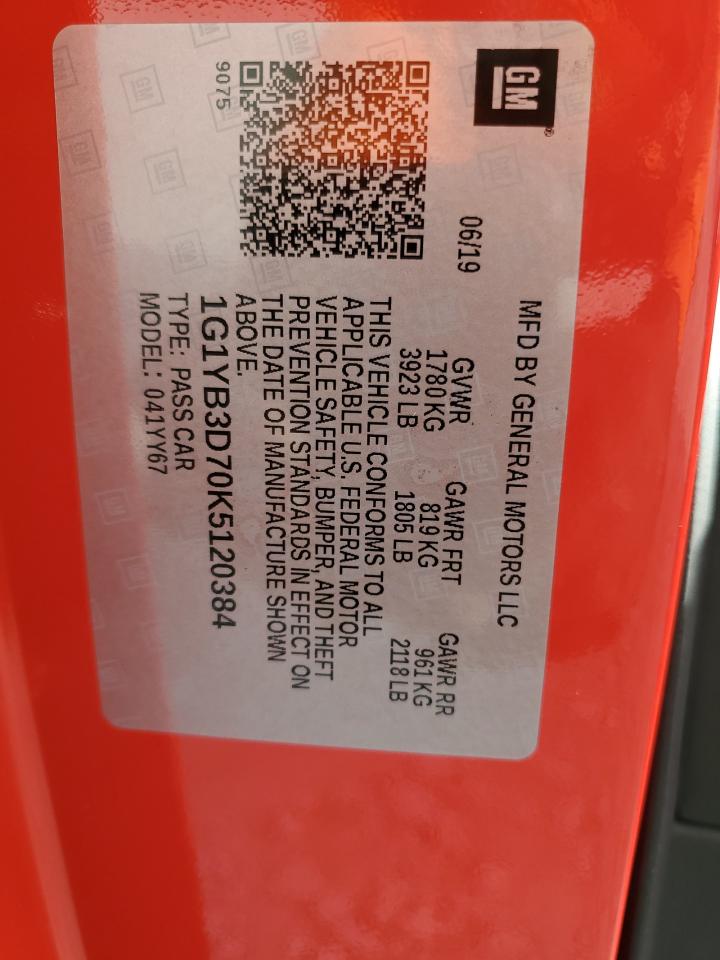 GM
MFD BY GENERAL MOTORS LLC
06/19
GVWR GAWR FRT GAWR RR
1780 KG 819 KG 961 KG
3923 LB 1805 LB 2118 LB
THIS VEHICLE CONFORMS TO ALL
APPLICABLE U.S. FEDERAL MOTOR
VEHICLE SAFETY, BUMPER, AND THEFT
PREVENTION STANDARDS IN EFFECT ON
THE DATE OF MANUFACTURE SHOWN
ABOVE.
9075
1G1YB3D70K5120384
TYPE: PASS CAR
MODEL: 041YY67